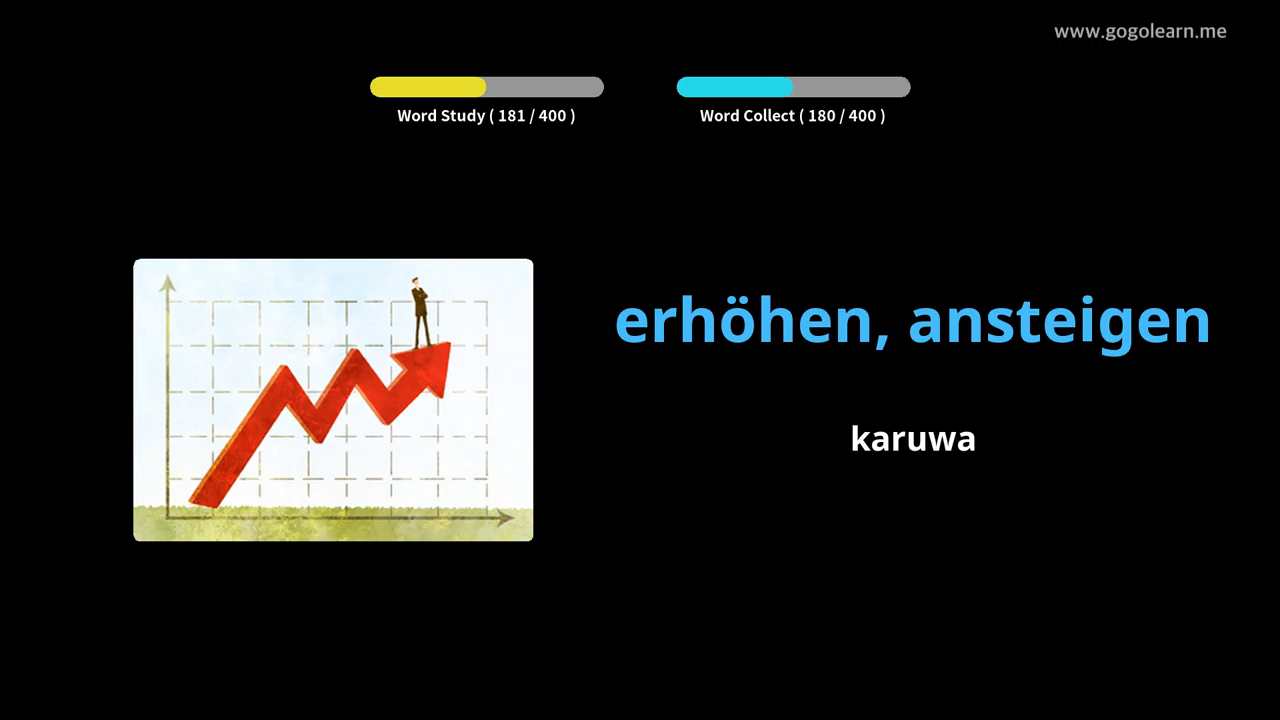 www.gogolearn.me
Word Study ( 181 / 400 )
Word Collect ( 180 / 400 )
erhöhen, ansteigen
karuwa